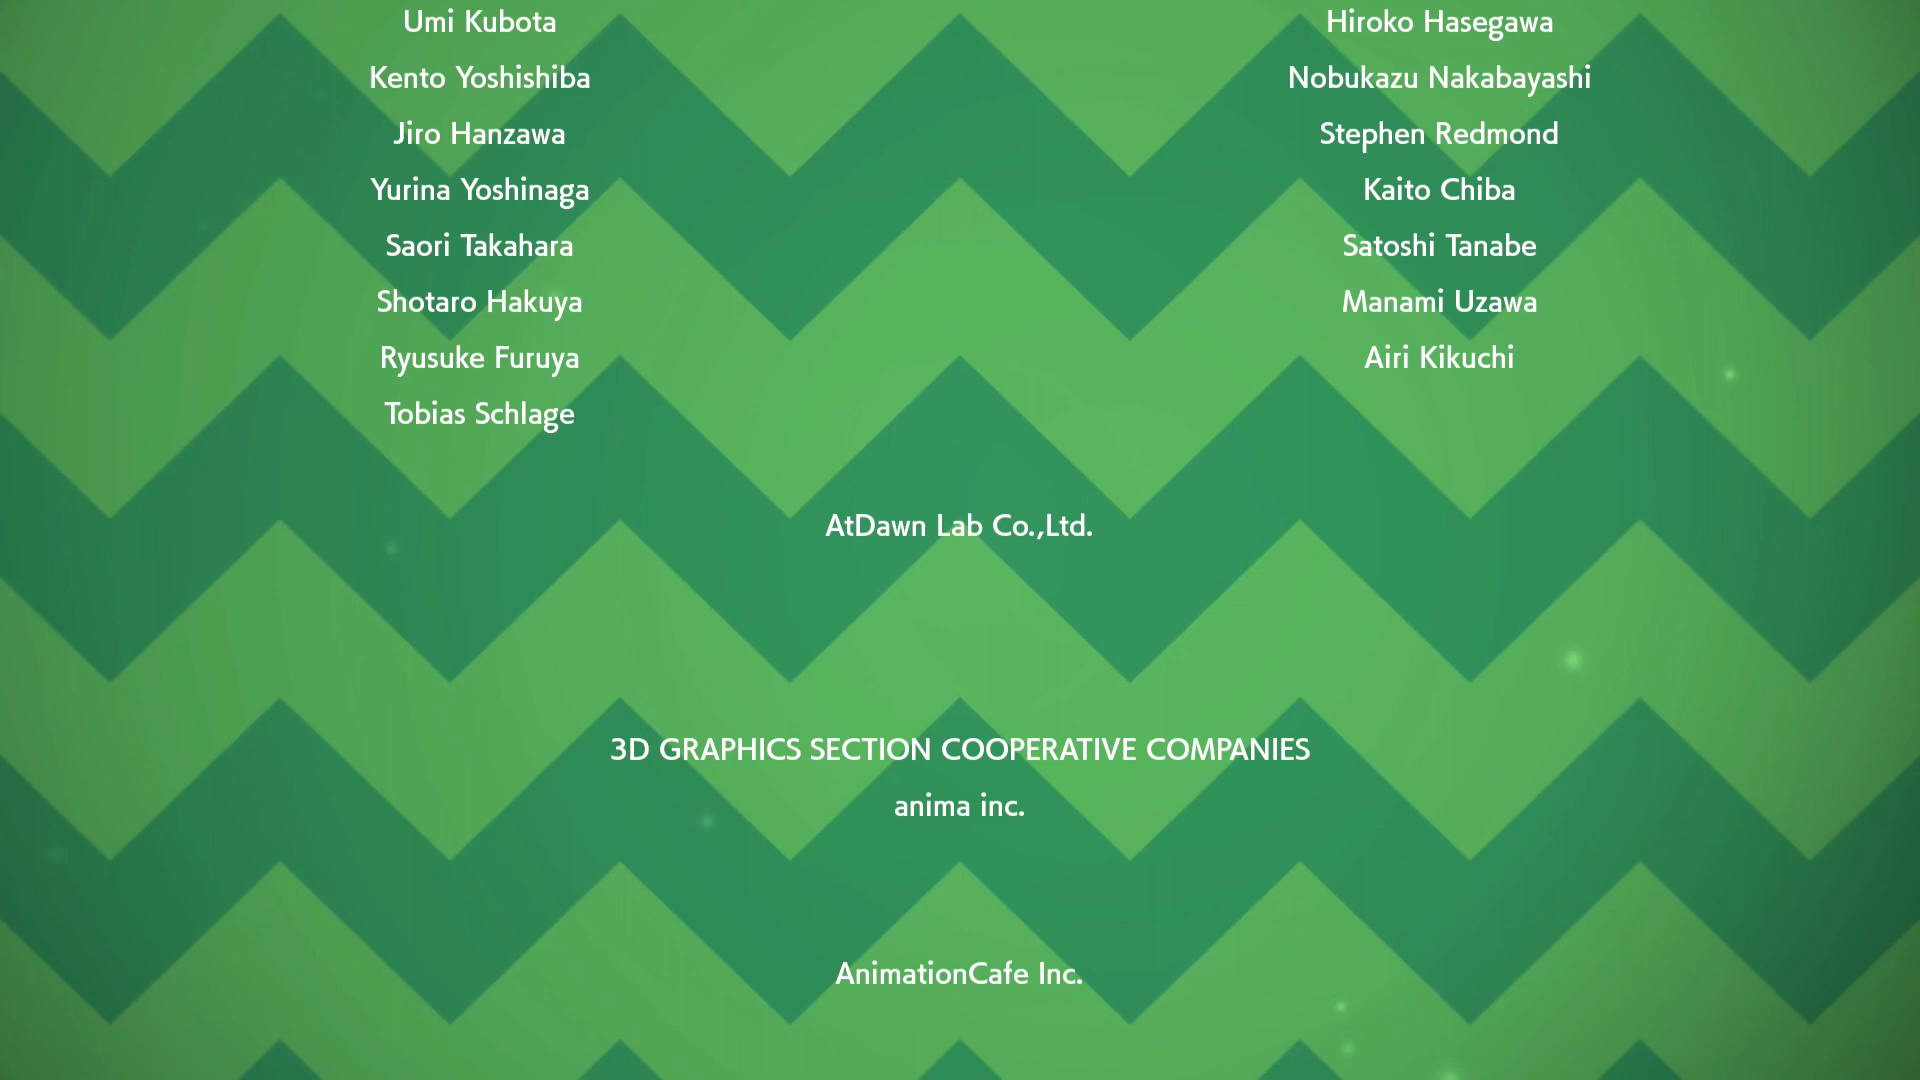 Umi Kubota
Hiroko Hasegawa
Kento Yoshishiba
Nobukazu Nakabayashi
Jiro Hanzawa
Stephen Redmond
Yurina Yoshinaga
Kaito Chiba
Saori Takahara
Satoshi Tanabe
Shotaro Hakuya
Manami Uzawa
Ryusuke Furuya
Airi Kikuchi
Tobias Schlage
AtDawn Lab Co.,Ltd.
3D GRAPHICS SECTION COOPERATIVE COMPANIES
anima inc.
AnimationCafe Inc.